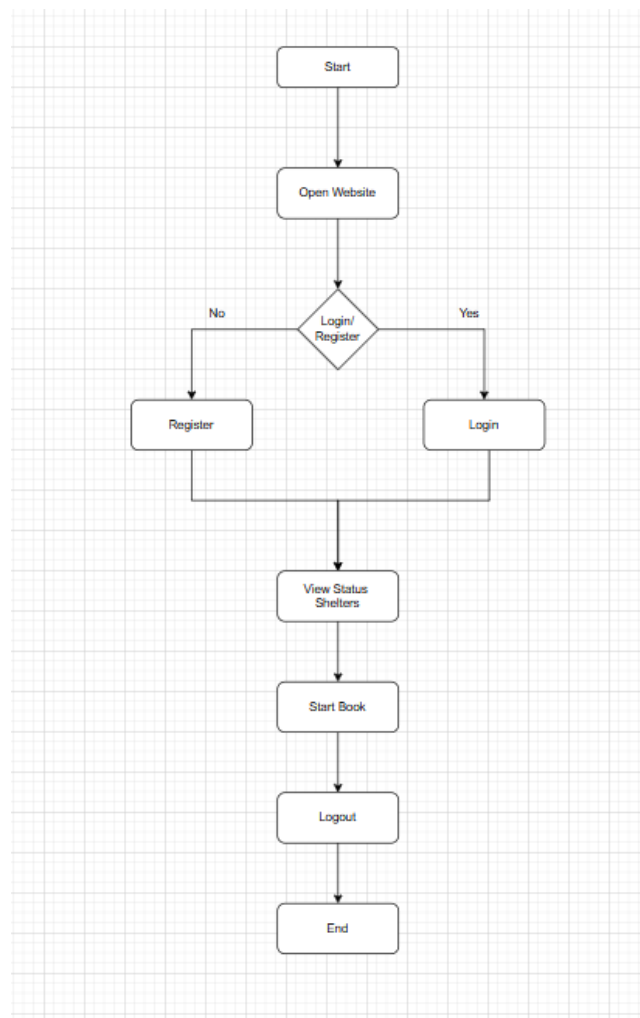 Start
Open Website
No
Yes
Login/
Register
Register
Login
View Status
Shelters
Start Book
Logout
End